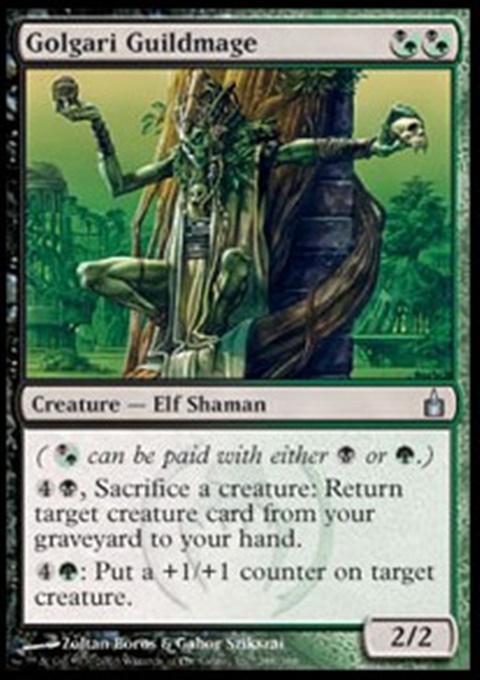 Golgari Guildmage
Creature — Elf Shaman
( can be paid with either or .)
4 , Sacrifice a creature: Return
target creature card from your
graveyard to your hand.
4 : Put a +1/+1 counter on target
creature.
Zoltan Boros & Gabor Szikszai
2/2